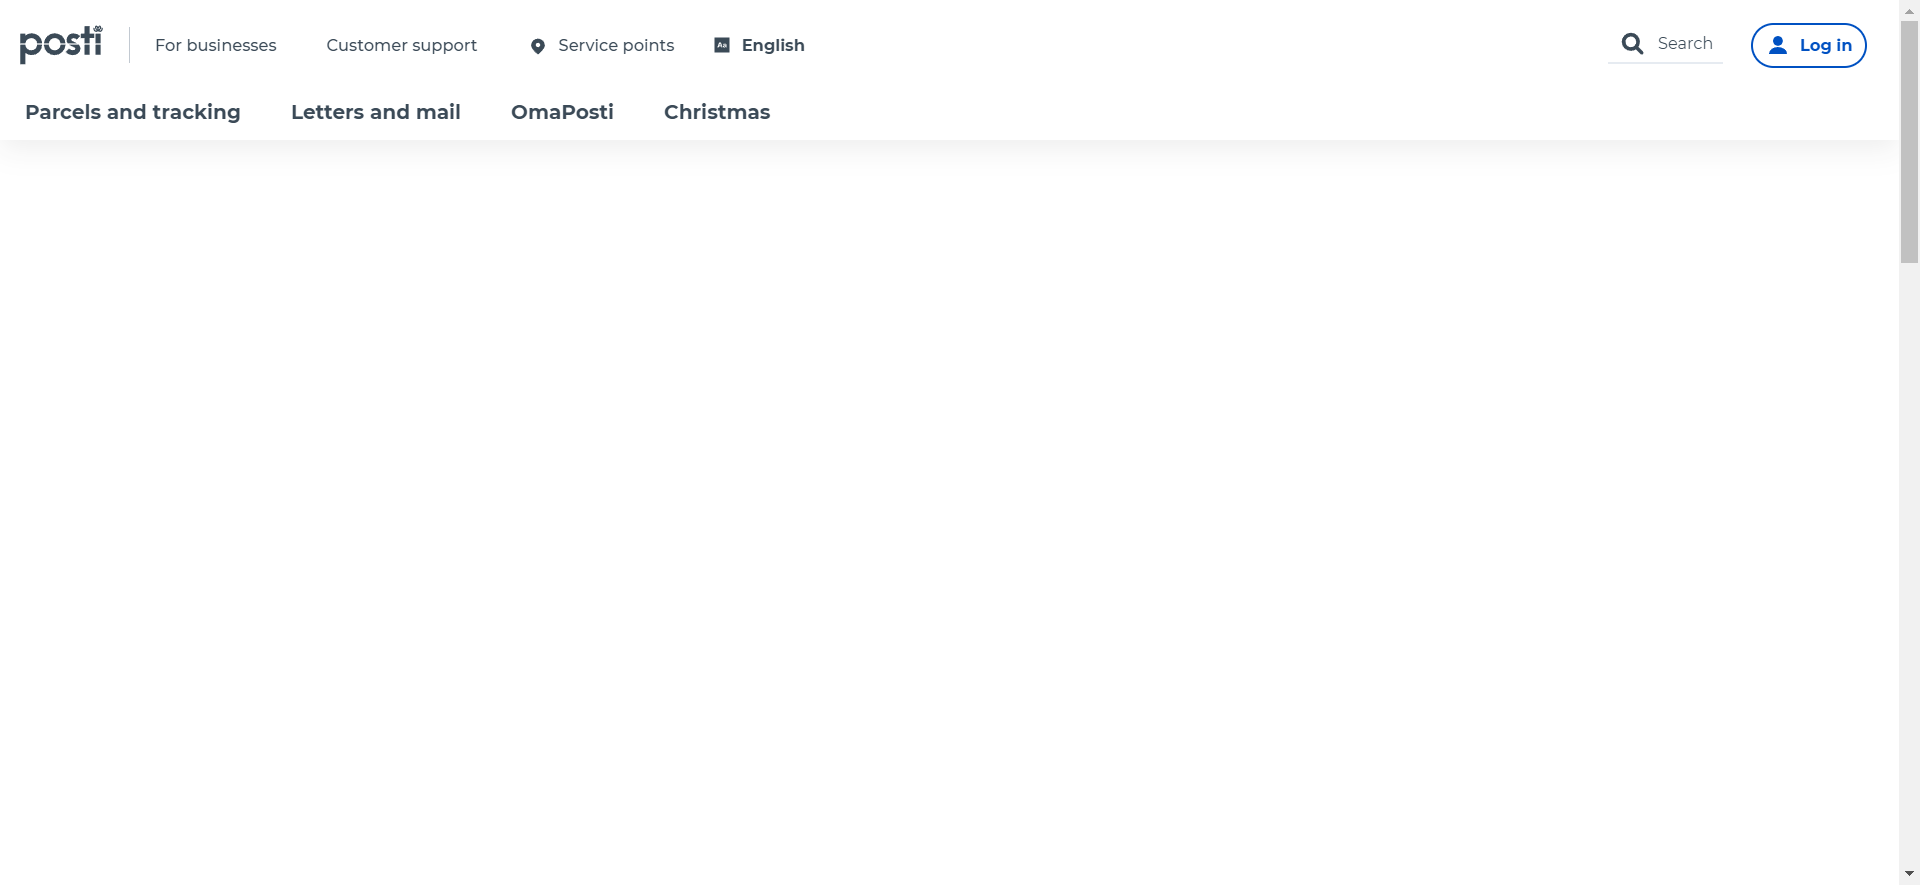 posti
For businesses
Customer support
Service points
Aa
English
Search
Log in
Parcels and tracking
Letters and mail
OmaPosti
Christmas